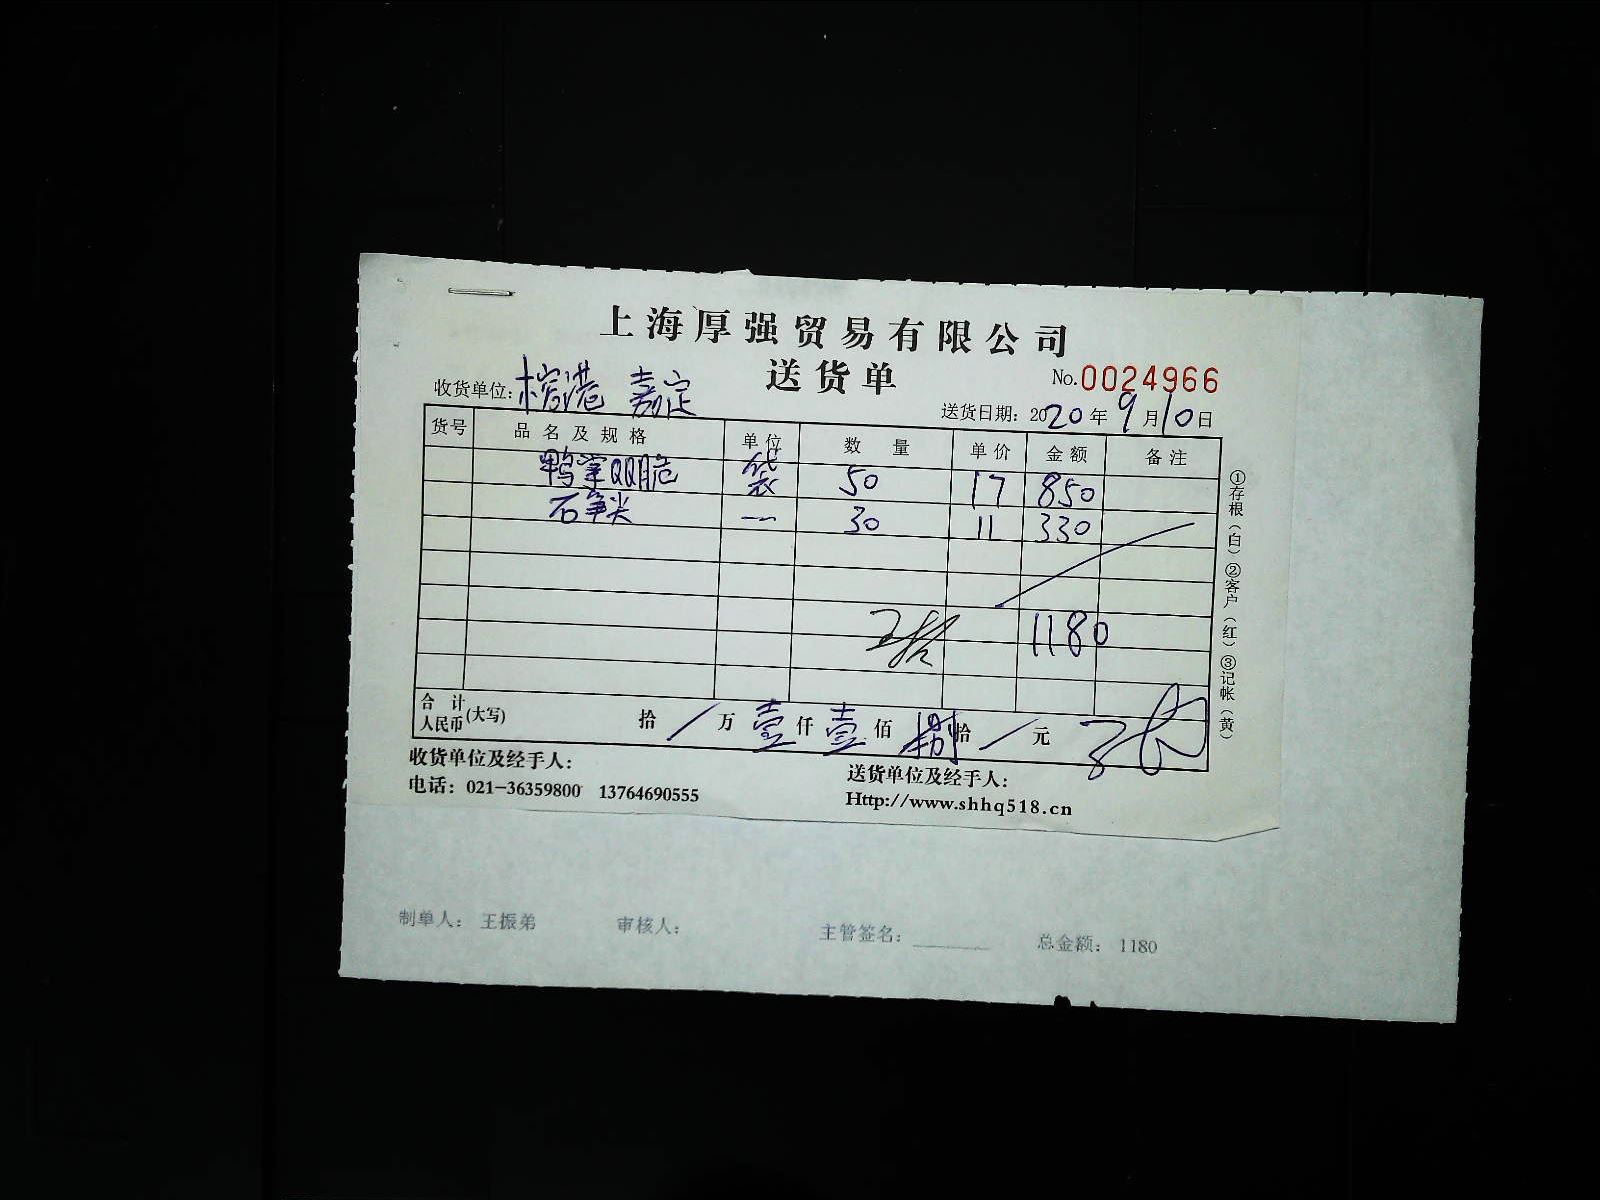 上海厚强贸易有限公司
送货单
No.0024966
收货单位: 榕港 嘉定
送货日期: 2020年9月10日
货号 品名及规格 单位 数量 单价 金额 备注
鸭掌QQ脆 袋 50 17 850
石笋尖 — 30 11 330
1180
合计人民币(大写) 拾 / 万 壹 仟 壹 佰 捌 拾 / 元
收货单位及经手人:
送货单位及经手人:
电话: 021-36359800 13764690555
Http://www.shhq518.cn
①存根(白)②客户(红)③记帐(黄)
制单人: 王振弟 审核人: 主管签名: ________ 总金额: 1180